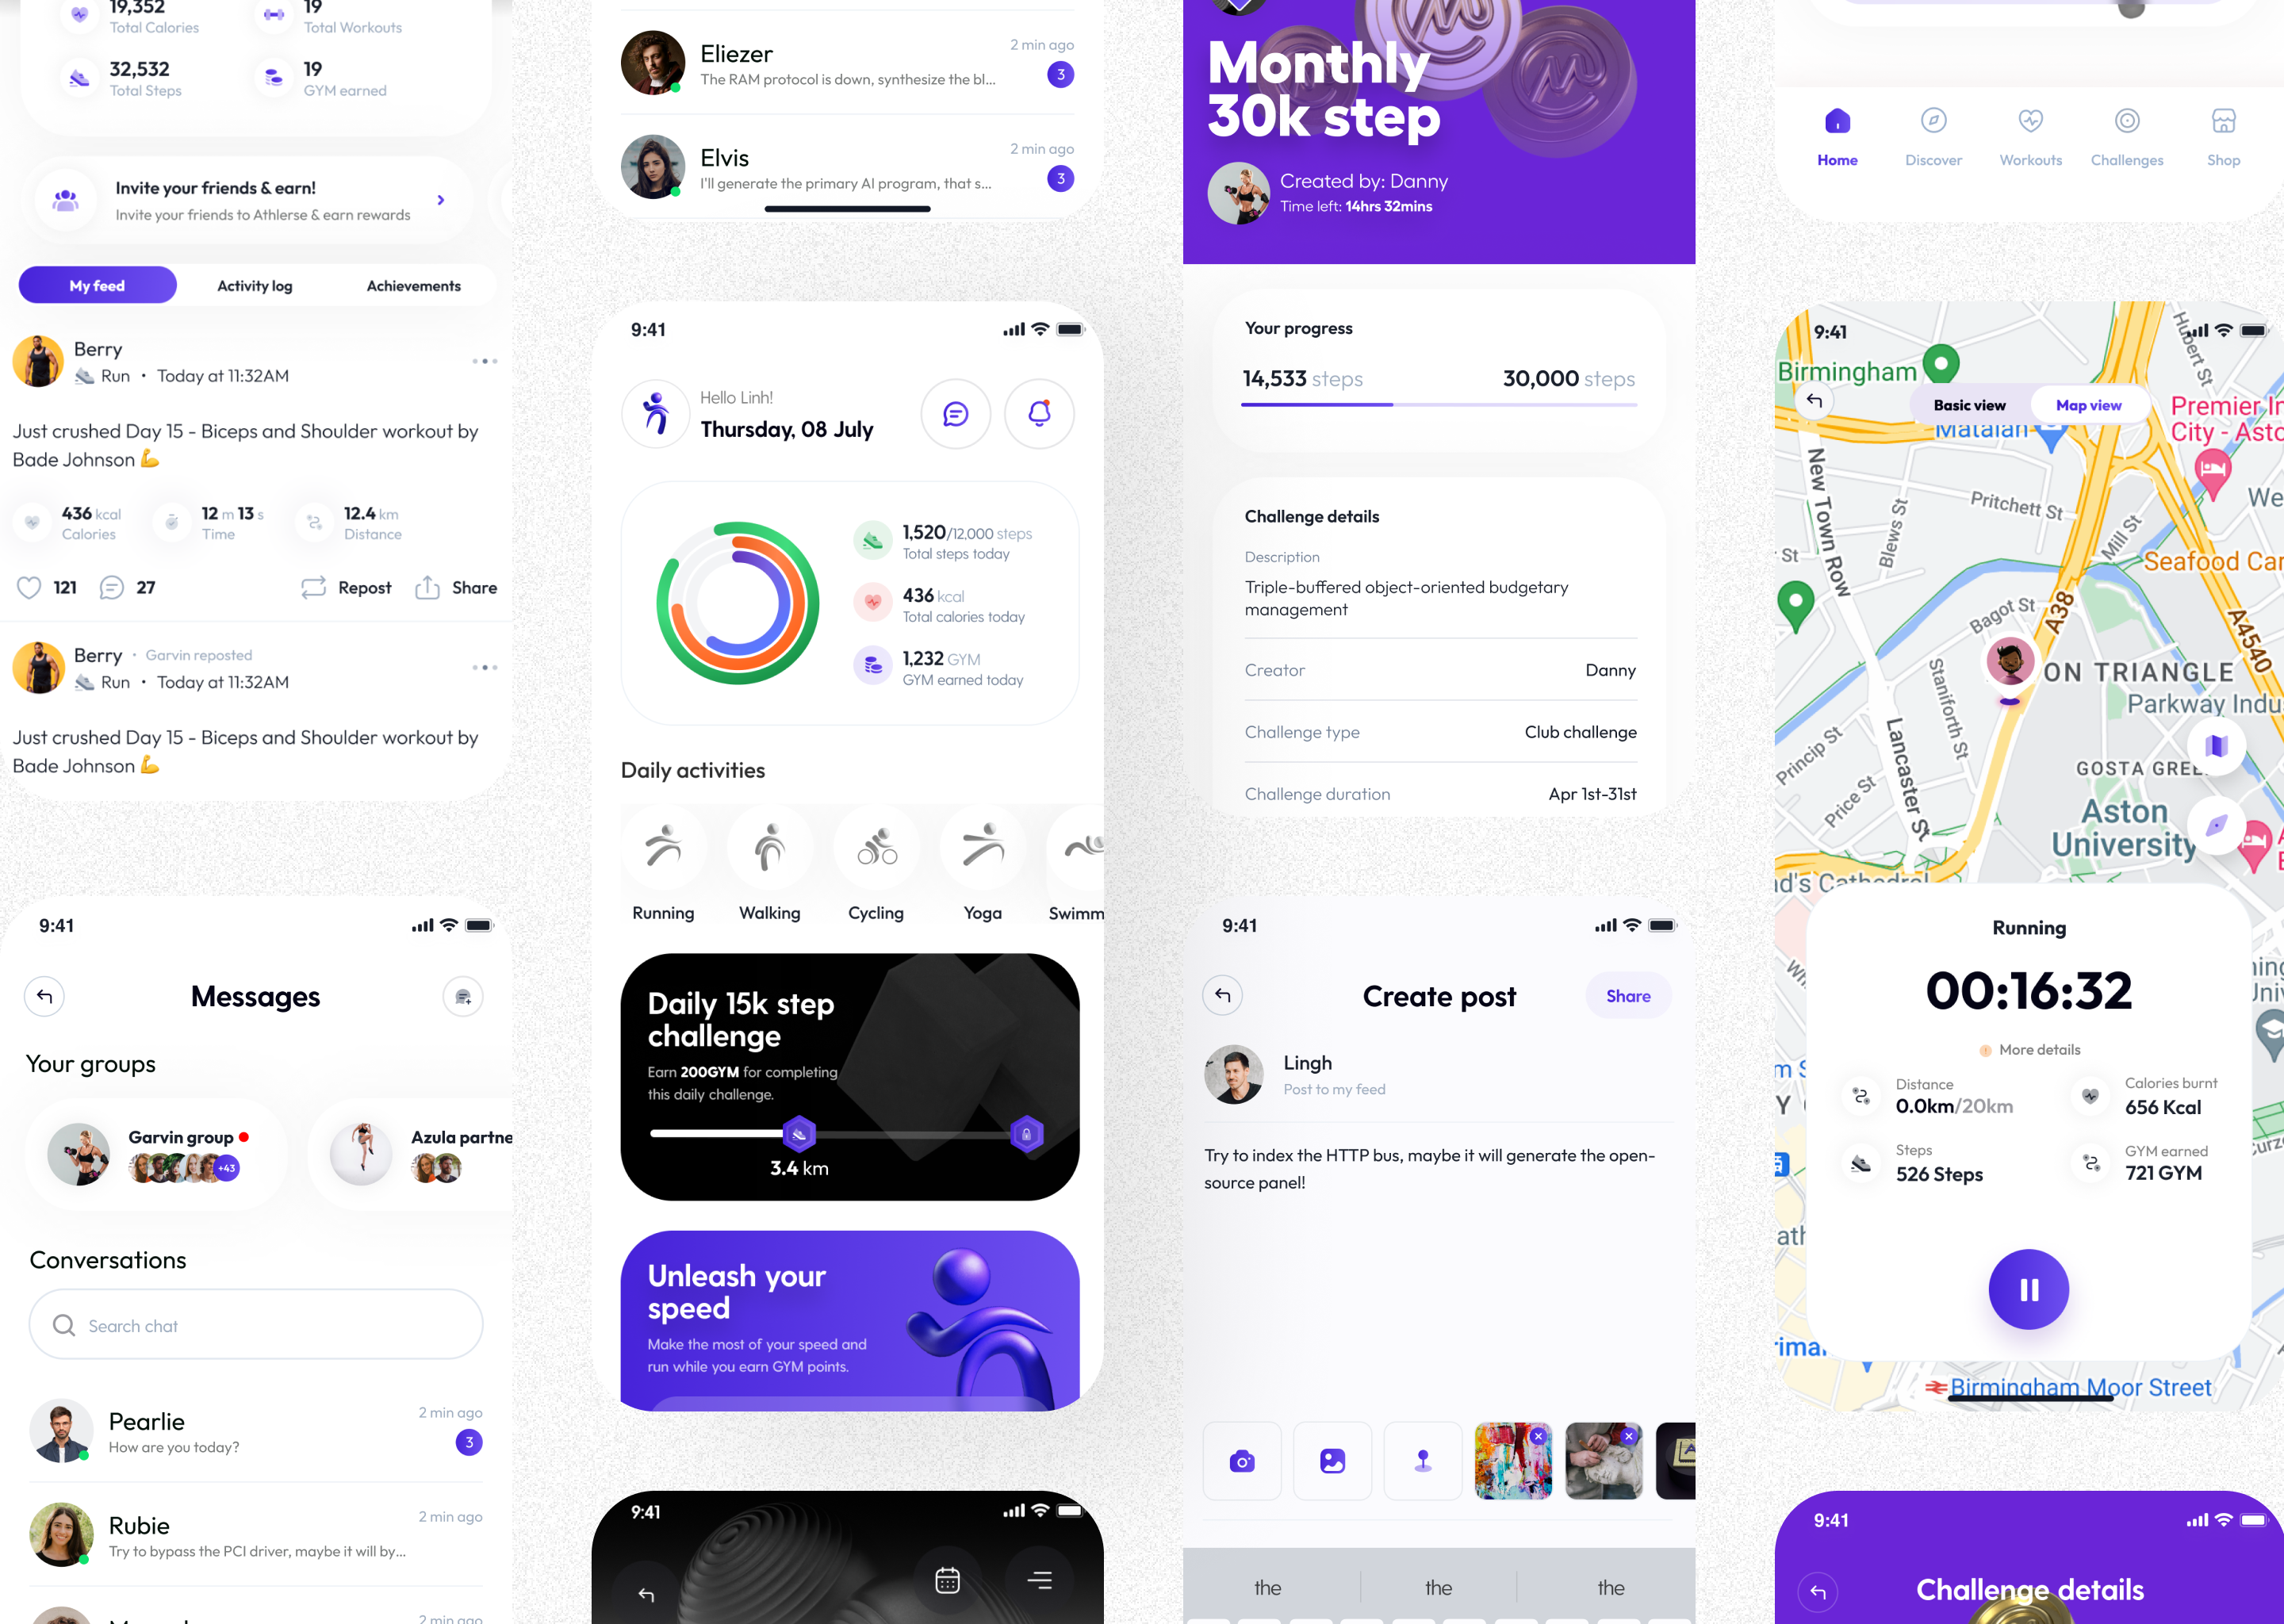 19,352
Total Calories
19
Total Workouts
32,532
Total Steps
19
GYM earned
Invite your friends & earn!
Invite your friends to Athlerse & earn rewards
My feed
Activity log
Achievements
Berry
Run • Today at 11:32AM
Just crushed Day 15 - Biceps and Shoulder workout by
Bade Johnson 💪
436 kcal
Calories
12 m 13 s
Time
12.4 km
Distance
121
27
Repost
Share
Berry • Garvin reposted
Run • Today at 11:32AM
Just crushed Day 15 - Biceps and Shoulder workout by
Bade Johnson 💪
9:41
Messages
Your groups
Garvin group
+43
Azula partne
Conversations
Search chat
Pearlie
How are you today?
2 min ago
3
Rubie
Try to bypass the PCI driver, maybe it will by...
2 min ago
2 min ago
Eliezer
The RAM protocol is down, synthesize the bl...
2 min ago
3
Elvis
I'll generate the primary AI program, that s...
2 min ago
3
9:41
Hello Linh!
Thursday, 08 July
1,520/12,000 steps
Total steps today
436 kcal
Total calories today
1,232 GYM
GYM earned today
Daily activities
Running
Walking
Cycling
Yoga
Swimm
Daily 15k step
challenge
Earn 200GYM for completing
this daily challenge.
3.4 km
Unleash your
speed
Make the most of your speed and
run while you earn GYM points.
9:41
Monthly
30k step
Created by: Danny
Time left: 14hrs 32mins
Your progress
14,533 steps
30,000 steps
Challenge details
Description
Triple-buffered object-oriented budgetary
management
Creator
Danny
Challenge type
Club challenge
Challenge duration
Apr 1st-31st
9:41
Create post
Share
Lingh
Post to my feed
Try to index the HTTP bus, maybe it will generate the open-
source panel!
the
the
the
Home
Discover
Workouts
Challenges
Shop
9:41
Hubert St
Birmingham
Basic view
Map view
Premier In
City - Asto
Matalan
New Town Row
Blews St
Pritchett St
We
Mill St
St
Seafood Car
Bagot St
A38
A4540
ON TRIANGLE
Parkway Indu
Staniforth St
Princip St
Lancaster St
GOSTA GREE
Price St
Aston
University
d's Cathedral
Running
00:16:32
More details
Distance
0.0km/20km
Calories burnt
656 Kcal
Steps
526 Steps
GYM earned
721 GYM
Birmingham Moor Street
9:41
Challenge details